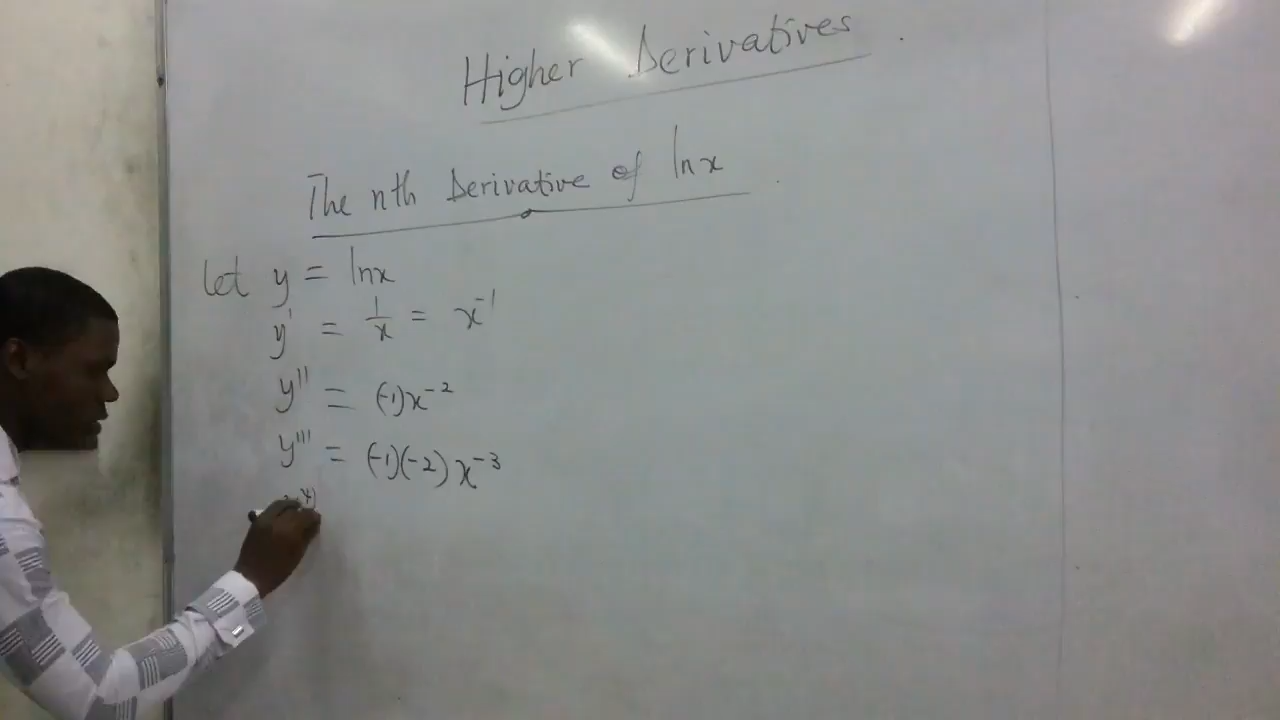 Higher Derivatives.
The nth Derivative of lnx.
let y = lnx
y' = 1/x = x⁻¹
y'' = (-1)x⁻²
y''' = (-1)(-2)x⁻³